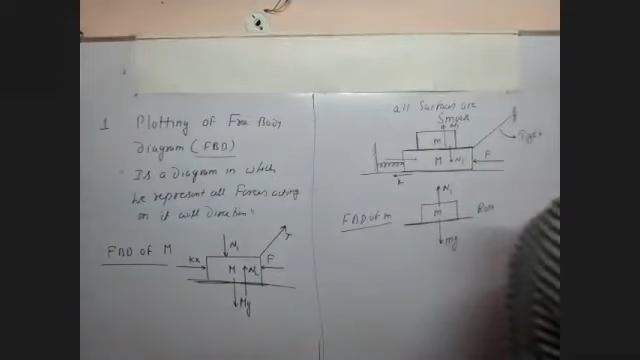 1 Plotting of Free Body
Diagram (FBD)
Is a Diagram in which
we represent all Forces acting
on it with Direction
FBD of M
N₁
T
kx
F
M
N₂
Mg
all Surfaces are
Smooth
N₁
m
M
N₁
F
N₁
FBD of m
m
mg